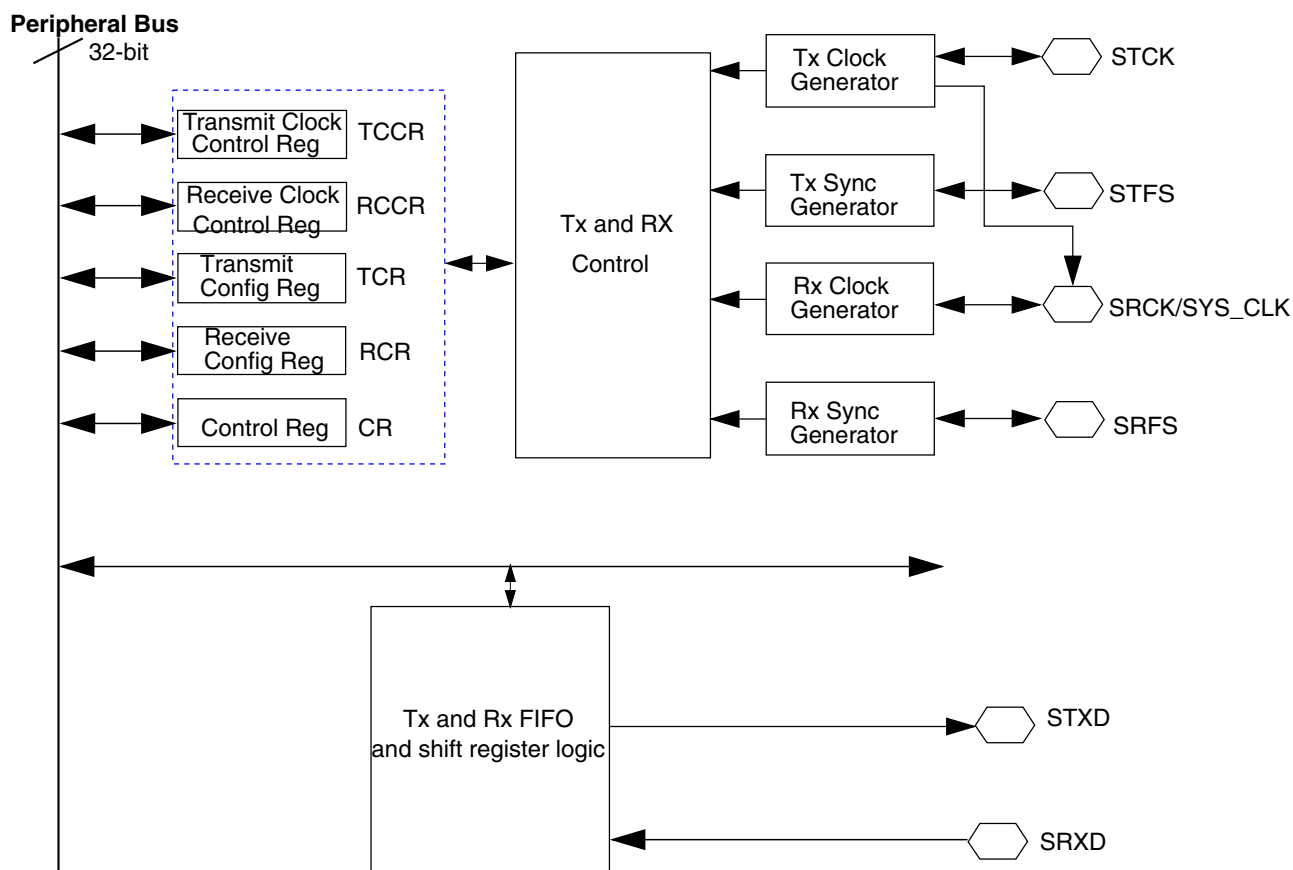 Peripheral Bus
32-bit
Transmit Clock
Control Reg
TCCR
Receive Clock
Control Reg
RCCR
Transmit
Config Reg
TCR
Receive
Config Reg
RCR
Control Reg
CR
Tx and RX
Control
Tx Clock
Generator
STCK
Tx Sync
Generator
STFS
Rx Clock
Generator
SRCK/SYS_CLK
Rx Sync
Generator
SRFS
Tx and Rx FIFO
and shift register logic
STXD
SRXD